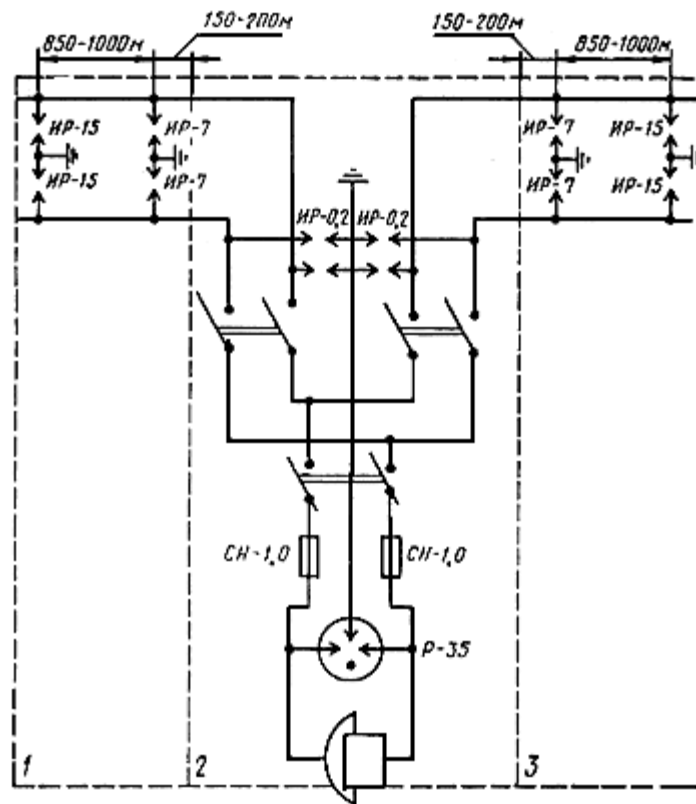 150-200м 150-200м
850-1000м 850-1000м
ИР-15 ИР-7 ИР-7 ИР-15
ИР-15 ИР-7 ИР-7 ИР-15
ИР-0,2 ИР-0,2
СН-1,0 СН-1,0
Р-35
1 2 3